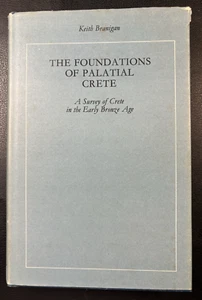 Keith Branigan
THE FOUNDATIONS
OF PALATIAL
CRETE
A Survey of Crete
in the Early Bronze Age